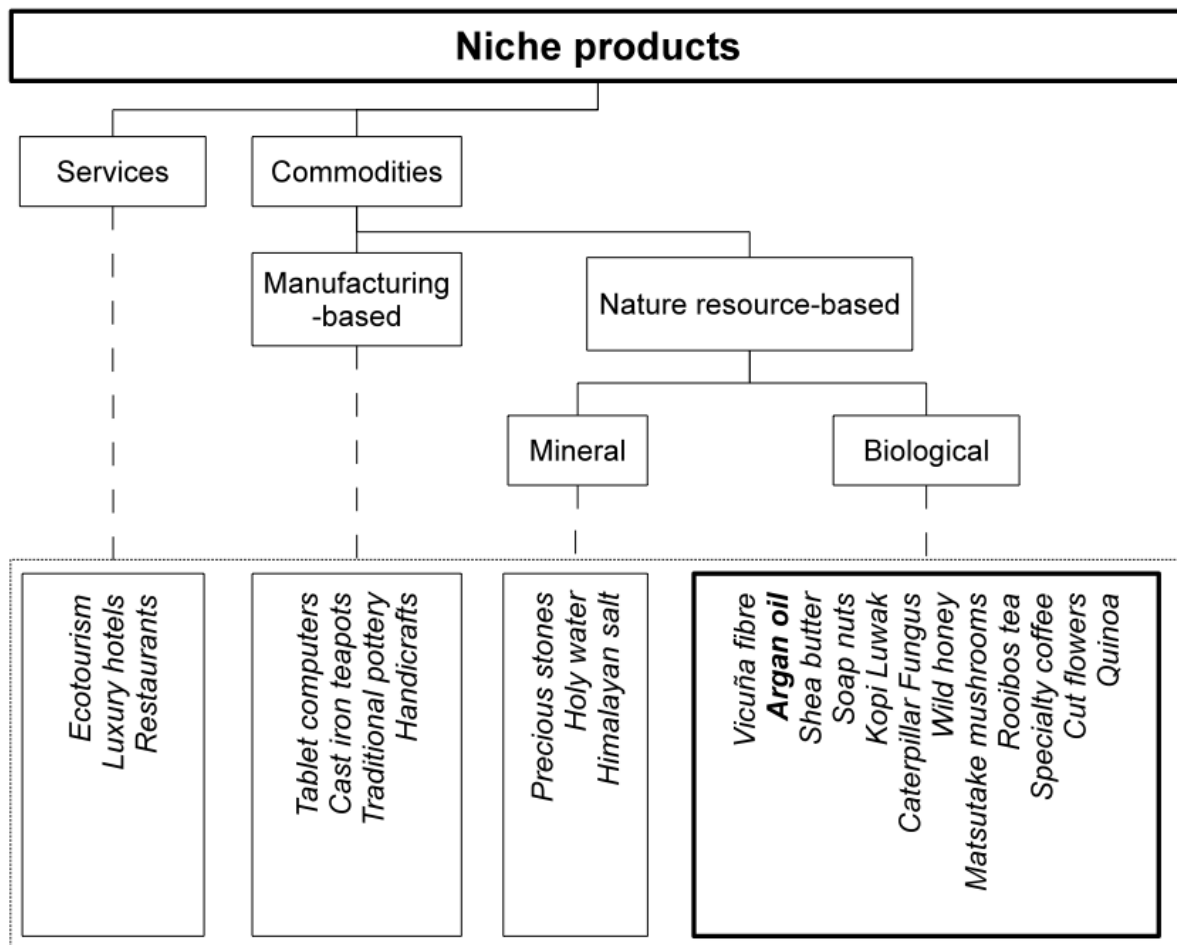 Niche products
Services
Commodities
Manufacturing
-based
Nature resource-based
Mineral
Biological
Ecotourism
Luxury hotels
Restaurants
Tablet computers
Cast iron teapots
Traditional pottery
Handicrafts
Precious stones
Holy water
Himalayan salt
Vicuña fibre
Argan oil
Shea butter
Soap nuts
Kopi Luwak
Caterpillar Fungus
Wild honey
Matsutake mushrooms
Rooibos tea
Specialty coffee
Cut flowers
Quinoa